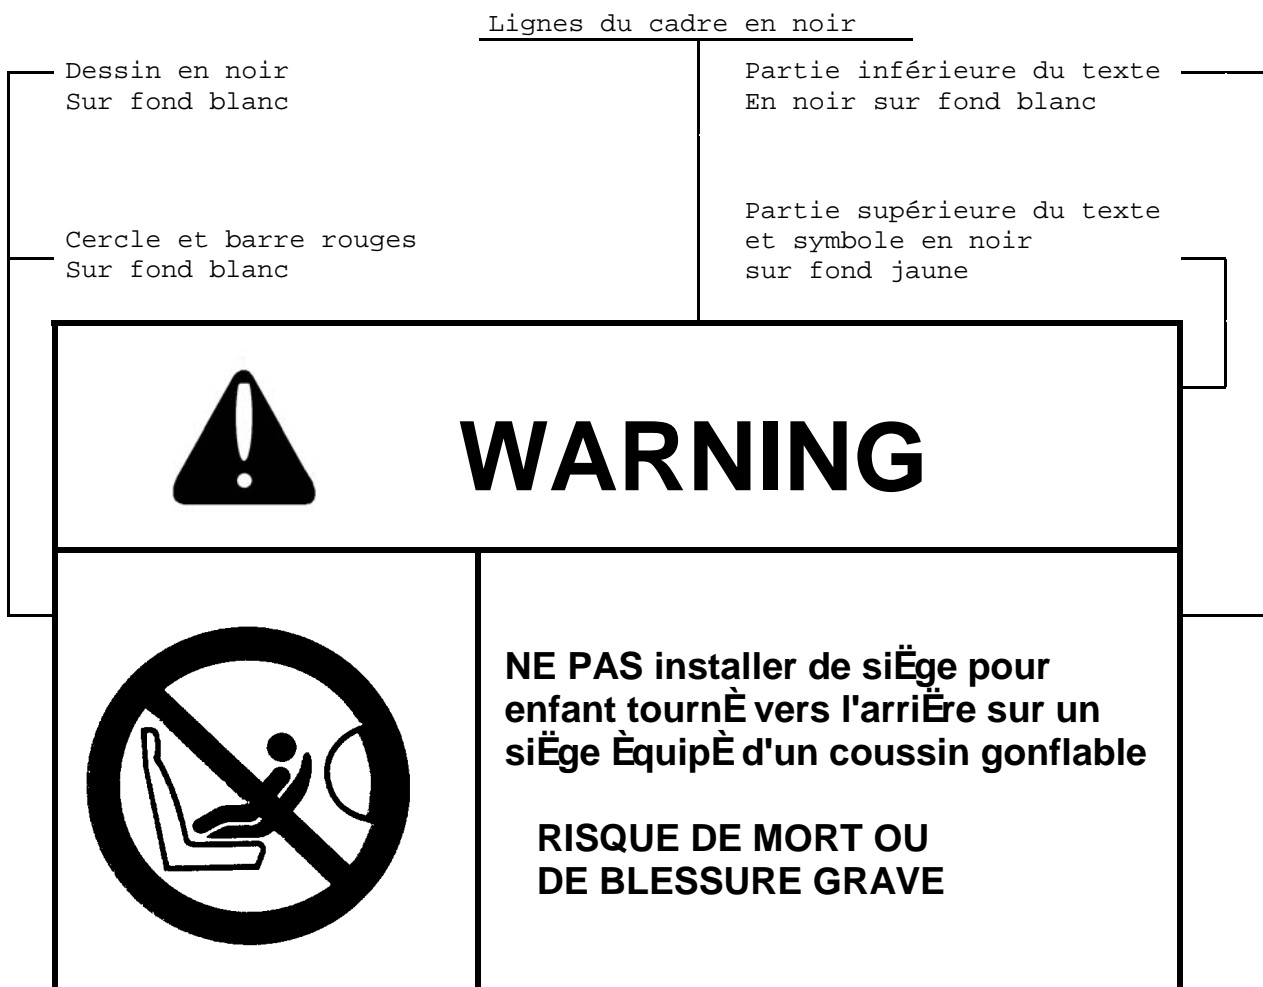 Lignes du cadre en noir
Dessin en noir
Sur fond blanc
Partie inférieure du texte
En noir sur fond blanc
Cercle et barre rouges
Sur fond blanc
Partie supérieure du texte
et symbole en noir
sur fond jaune
WARNING
NE PAS installer de siËge pour
enfant tournÈ vers l'arriËre sur un
siËge ÈquipÈ d'un coussin gonflable
RISQUE DE MORT OU
DE BLESSURE GRAVE